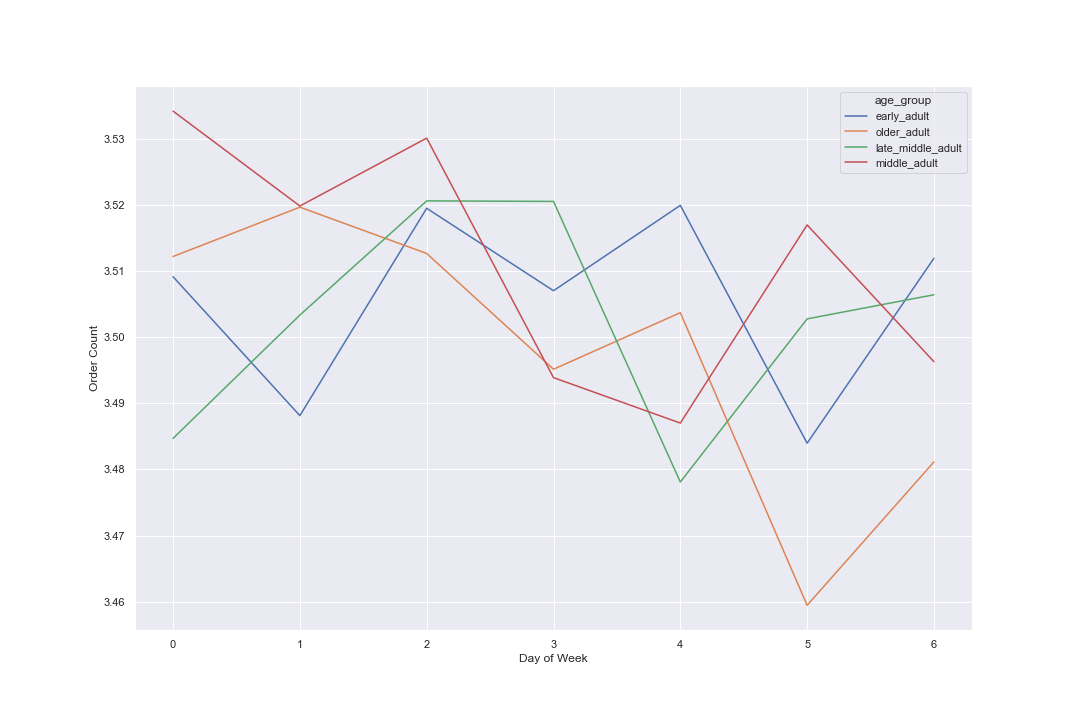 age_group
early_adult
older_adult
late_middle_adult
middle_adult
3.53
3.52
3.51
3.50
3.49
3.48
3.47
3.46
Order Count
0 1 2 3 4 5 6
Day of Week